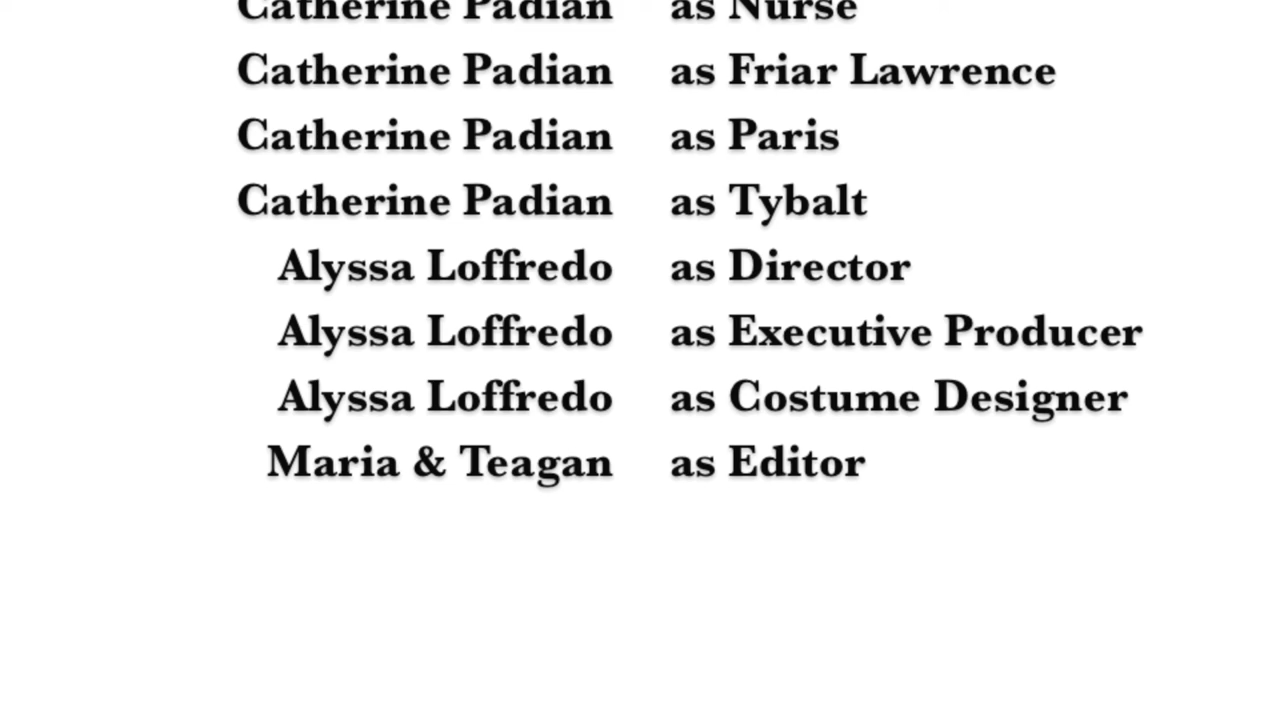 Catherine Padian as Nurse
Catherine Padian as Friar Lawrence
Catherine Padian as Paris
Catherine Padian as Tybalt
Alyssa Loffredo as Director
Alyssa Loffredo as Executive Producer
Alyssa Loffredo as Costume Designer
Maria & Teagan as Editor